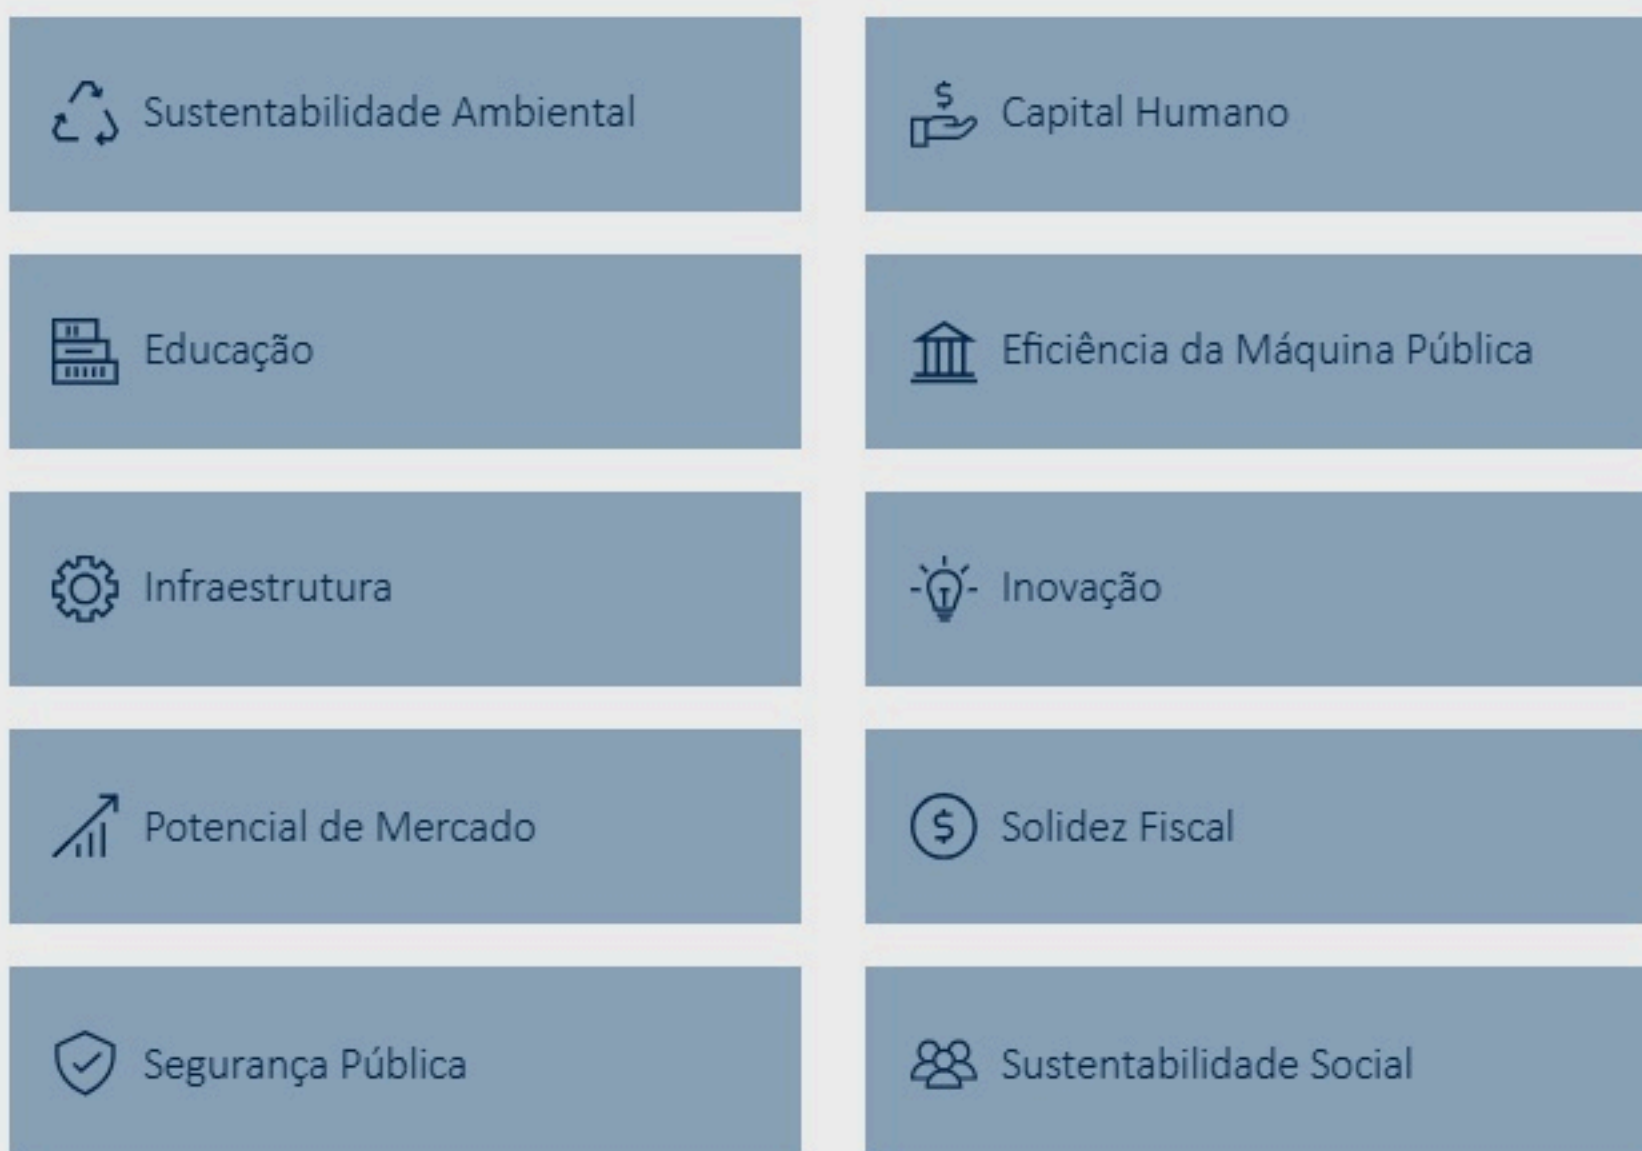 Sustentabilidade Ambiental
Capital Humano
Educação
Eficiência da Máquina Pública
Infraestrutura
Inovação
Potencial de Mercado
Solidez Fiscal
Segurança Pública
Sustentabilidade Social